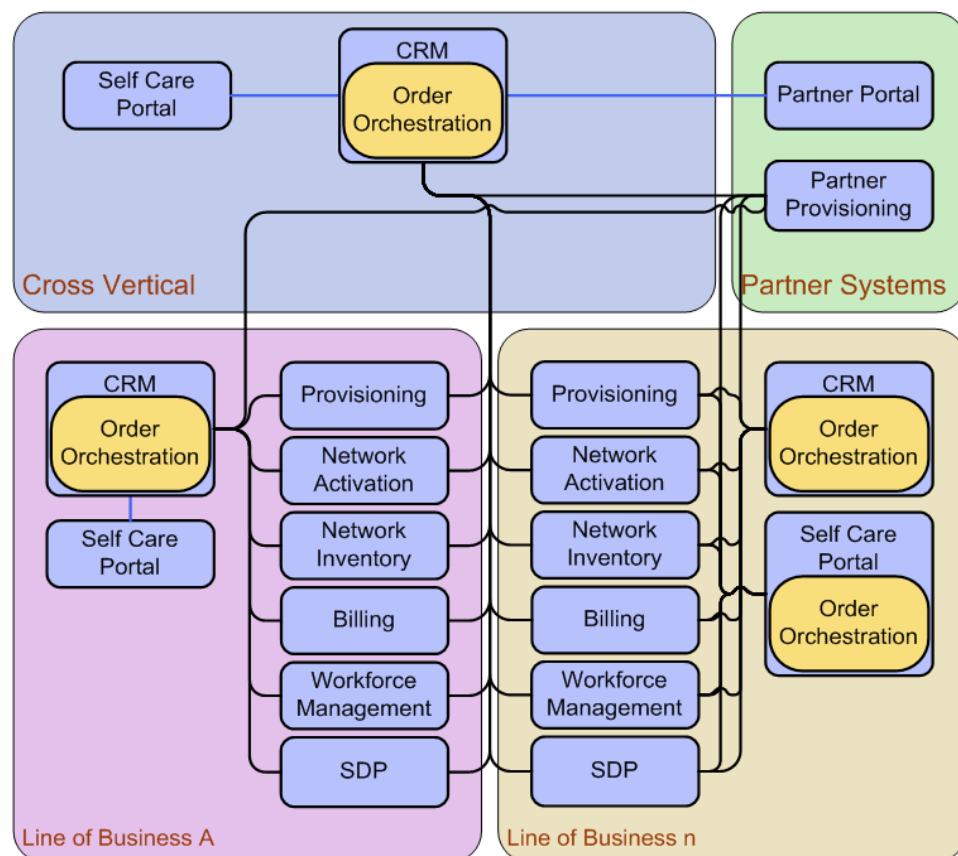 CRM
Self Care
Portal
Order
Orchestration
Partner Portal
Partner
Provisioning
Cross Vertical
Partner Systems
CRM
Order
Orchestration
Self Care
Portal
Provisioning
Network
Activation
Network
Inventory
Billing
Workforce
Management
SDP
Line of Business A
Provisioning
Network
Activation
Network
Inventory
Billing
Workforce
Management
SDP
CRM
Order
Orchestration
Self Care
Portal
Order
Orchestration
Line of Business n